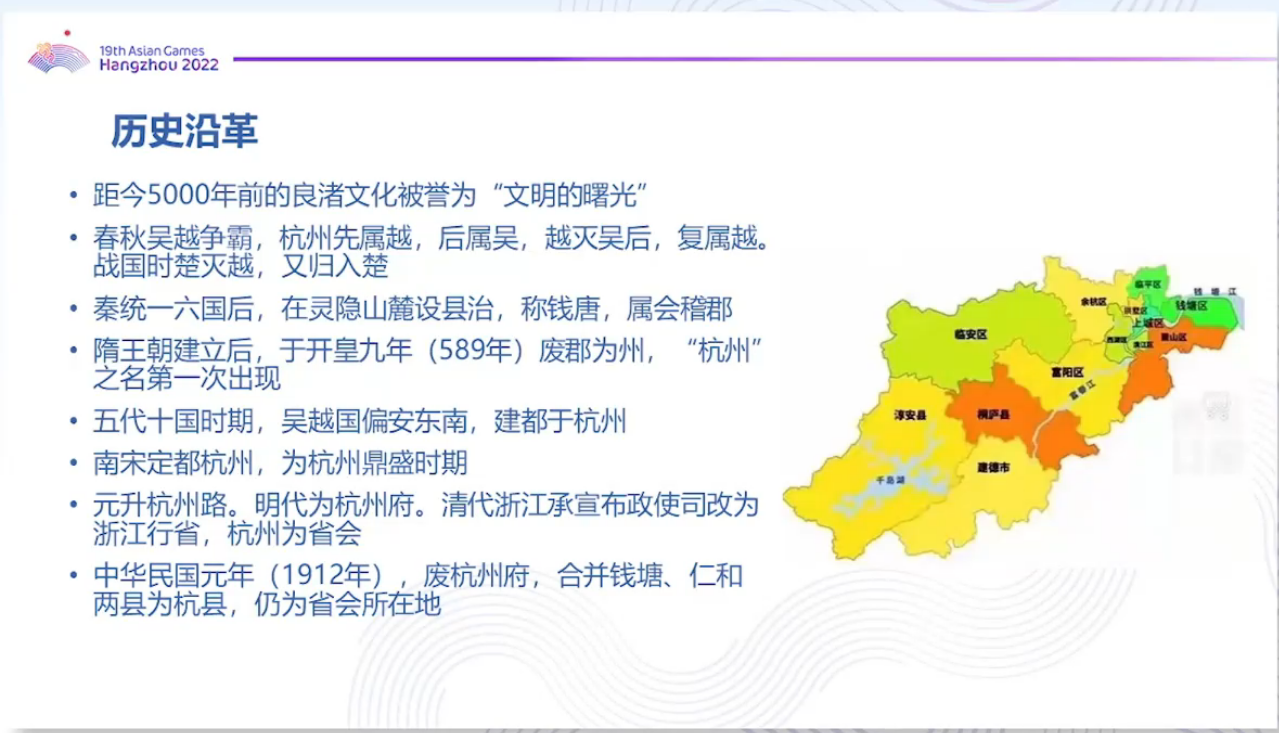 19th Asian Games
Hangzhou 2022
历史沿革
• 距今5000年前的良渚文化被誉为“文明的曙光”
• 春秋吴越争霸，杭州先属越，后属吴，越灭吴后，复属越。
战国时楚灭越，又归入楚
• 秦统一六国后，在灵隐山麓设县治，称钱唐，属会稽郡
• 隋王朝建立后，于开皇九年（589年）废郡为州，“杭州”
之名第一次出现
• 五代十国时期，吴越国偏安东南，建都于杭州
• 南宋定都杭州，为杭州鼎盛时期
• 元升杭州路。明代为杭州府。清代浙江承宣布政使司改为
浙江行省，杭州为省会
• 中华民国元年（1912年），废杭州府，合并钱塘、仁和
两县为杭县，仍为省会所在地
临平区
钱塘江
余杭区
拱墅区
钱塘区
上城区
临安区
西湖区
滨江区
萧山区
富阳区
富春江
淳安县
桐庐县
建德市
千岛湖